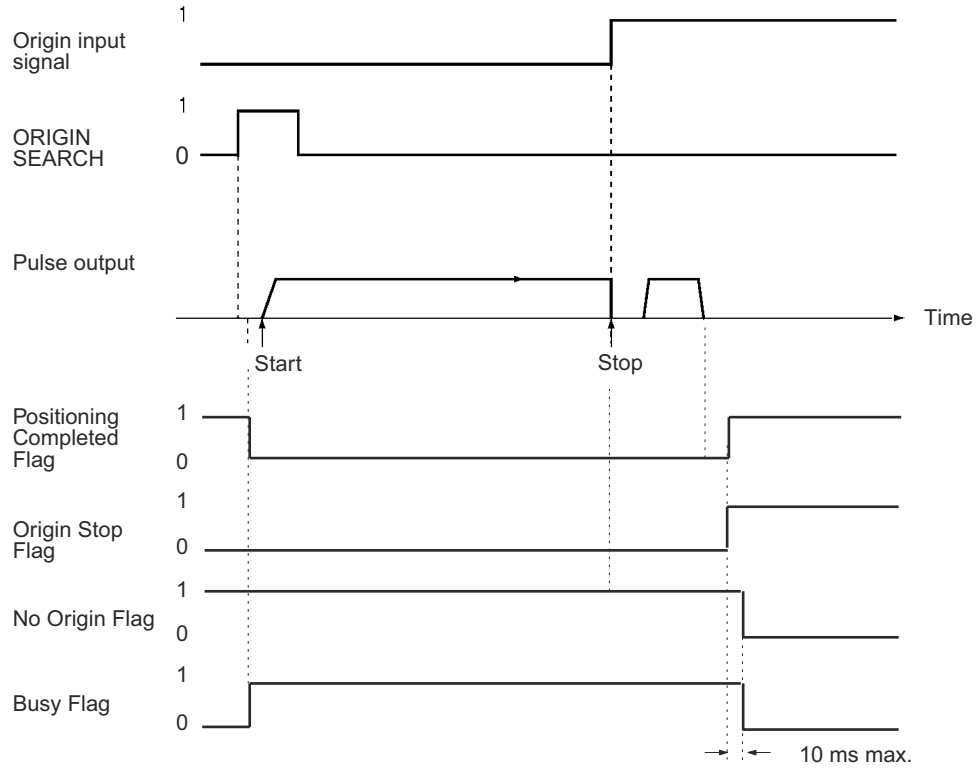 1
Origin input
signal
1
ORIGIN
SEARCH
0
Pulse output
Time
Start
Stop
Positioning
Completed
Flag
1
0
1
Origin Stop
Flag
0
1
No Origin Flag
0
1
Busy Flag
0
10 ms max.